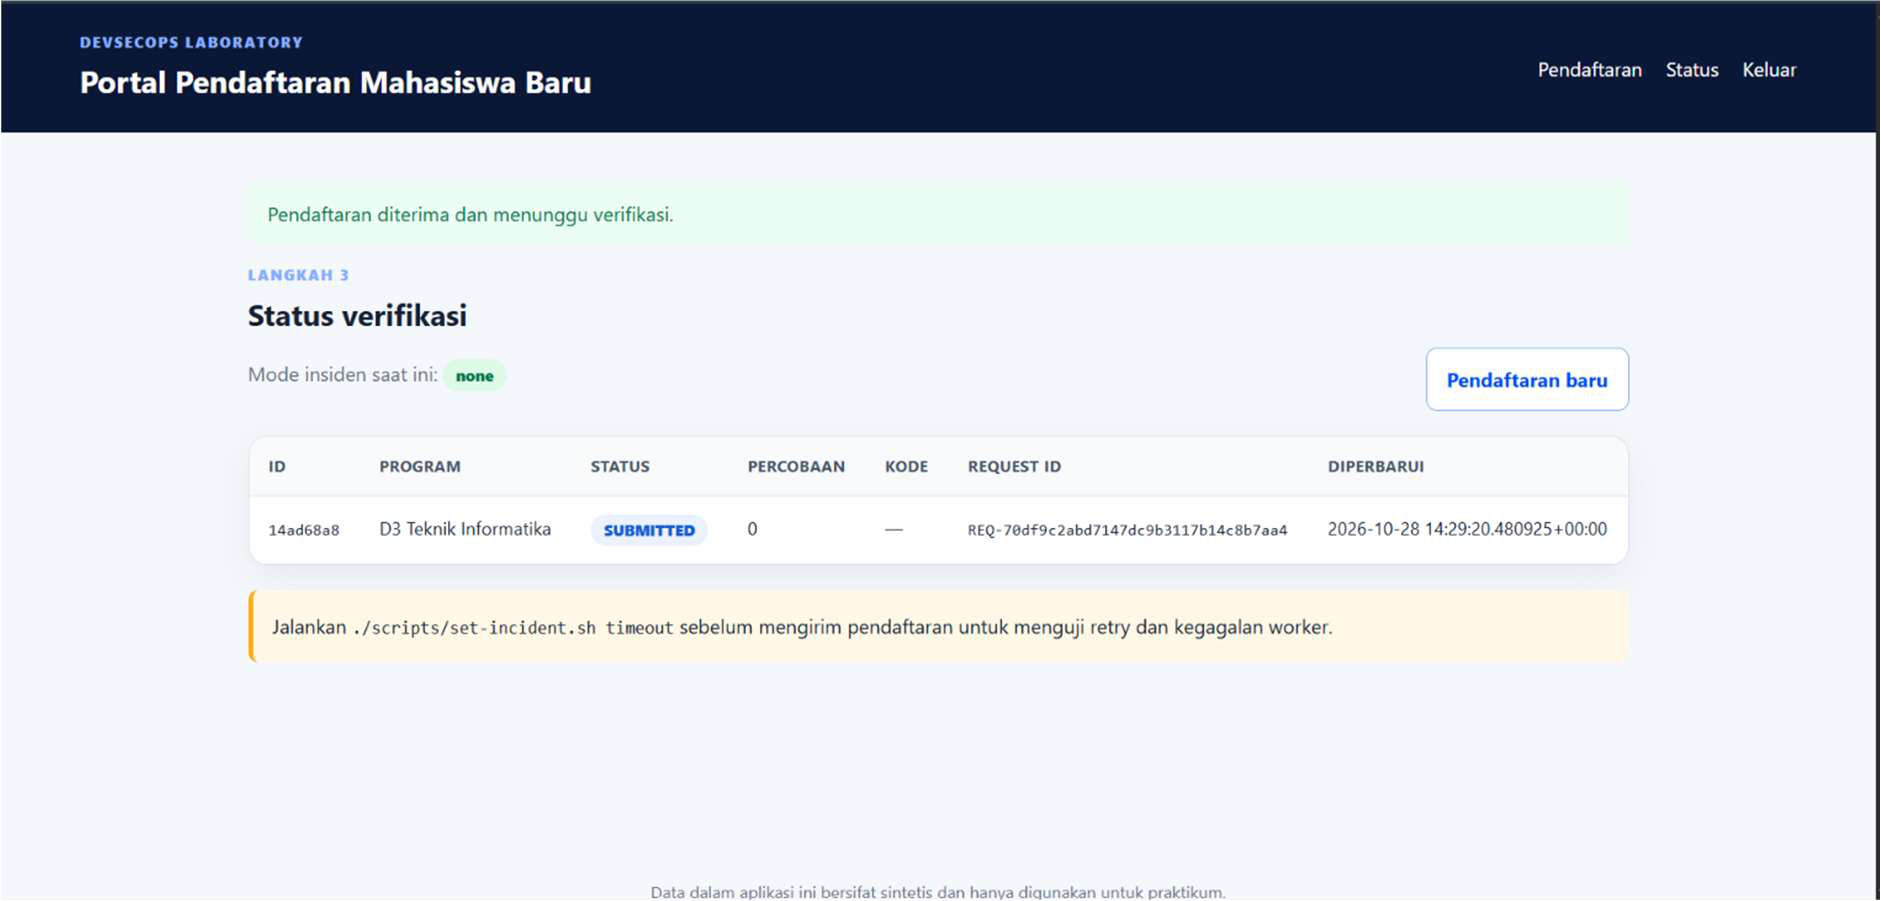 DEVSECOPS LABORATORY
Portal Pendaftaran Mahasiswa Baru
Pendaftaran Status Keluar
Pendaftaran diterima dan menunggu verifikasi.
LANGKAH 3
Status verifikasi
Mode insiden saat ini: none
Pendaftaran baru
ID PROGRAM STATUS PERCOBAAN KODE REQUEST ID DIPERBARUI
14ad68a8 D3 Teknik Informatika SUBMITTED 0 — REQ-70df9c2abd7147dc9b3117b14c8b7aa4 2026-10-28 14:29:20.480925+00:00
Jalankan ./scripts/set-incident.sh timeout sebelum mengirim pendaftaran untuk menguji retry dan kegagalan worker.
Data dalam aplikasi ini bersifat sintetis dan hanya digunakan untuk praktikum.